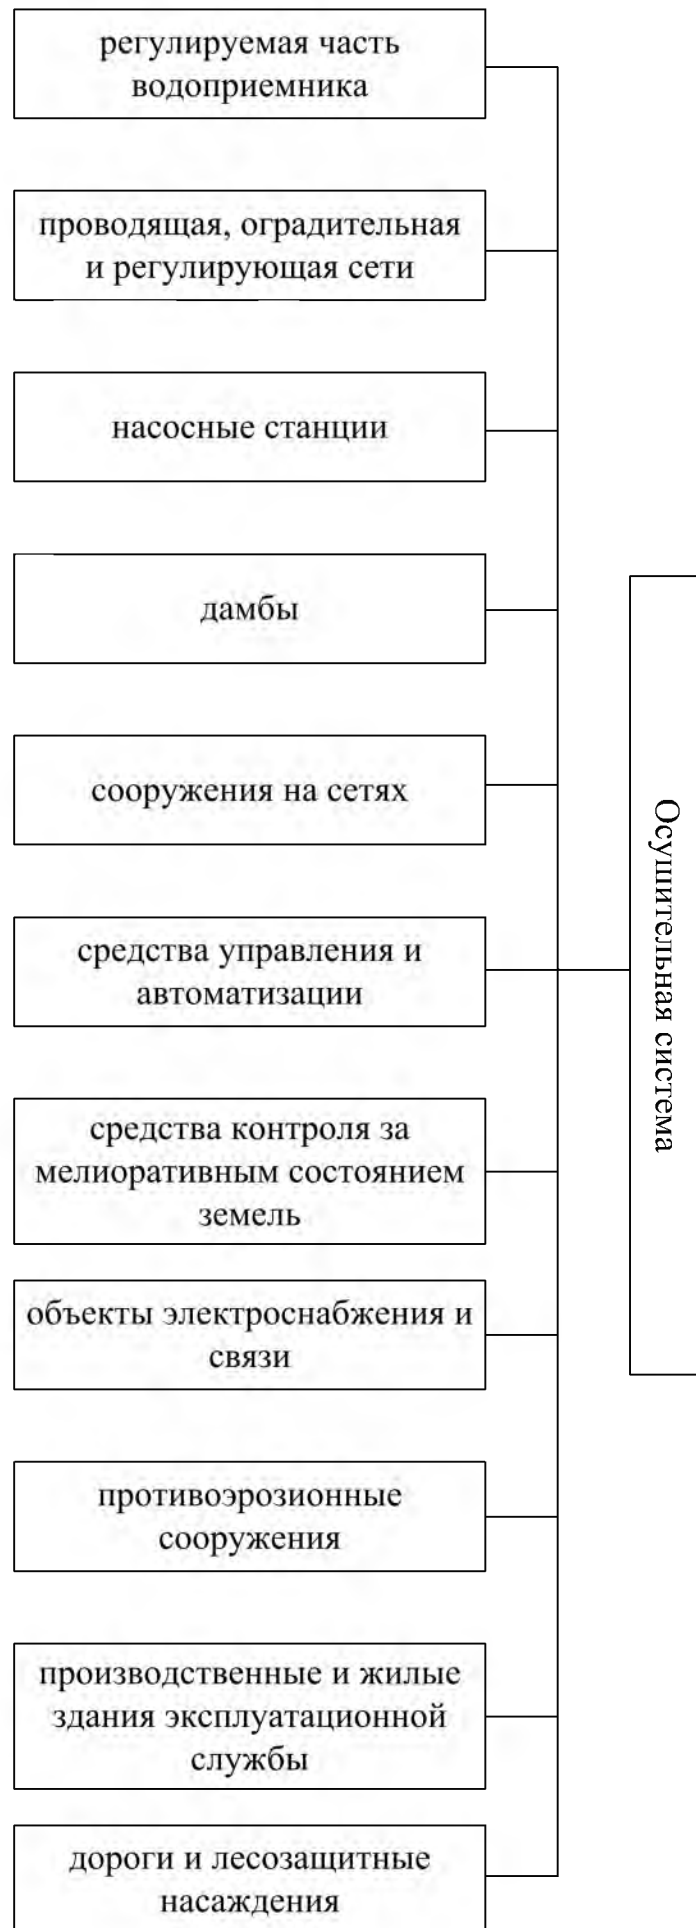 регулируемая часть
водоприемника
проводящая, оградительная
и регулирующая сети
насосные станции
дамбы
сооружения на сетях
средства управления и
автоматизации
средства контроля за
мелиоративным состоянием
земель
объекты электроснабжения и
связи
противоэрозионные
сооружения
производственные и жилые
здания эксплуатационной
службы
дороги и лесозащитные
насаждения
Осушительная система